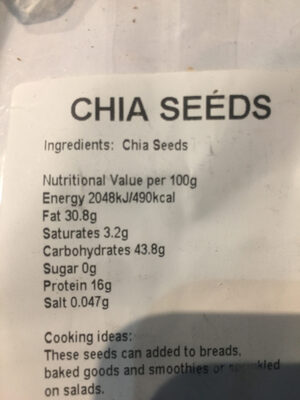 CHIA SEÉDS
Ingredients: Chia Seeds
Nutritional Value per 100g
Energy 2048kJ/490kcal
Fat 30.8g
Saturates 3.2g
Carbohydrates 43.8g
Sugar 0g
Protein 16g
Salt 0.047g
Cooking ideas:
These seeds can added to breads,
baked goods and smoothies or sprinkled
on salads.